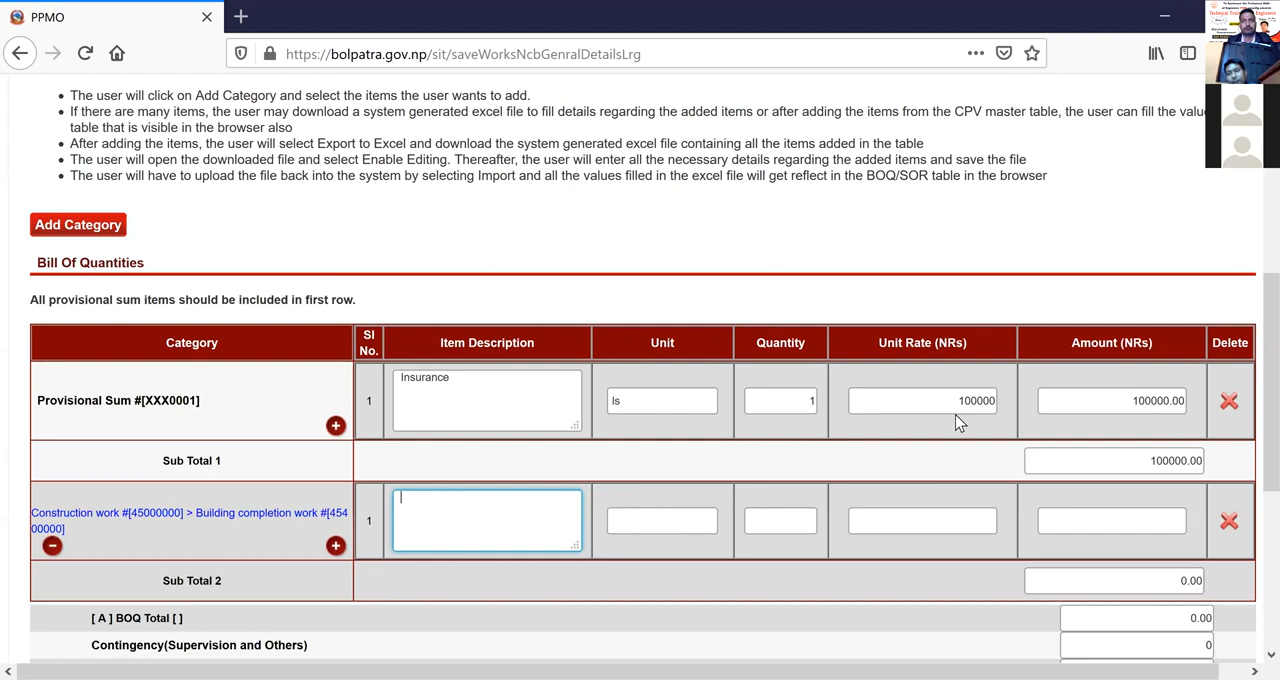 PPMO
https://bolpatra.gov.np/sit/saveWorksNcbGenralDetailsLrg
The user will click on Add Category and select the items the user wants to add.
If there are many items, the user may download a system generated excel file to fill details regarding the added items or after adding the items from the CPV master table, the user can fill the valu
table that is visible in the browser also
After adding the items, the user will select Export to Excel and download the system generated excel file containing all the items added in the table
The user will open the downloaded file and select Enable Editing. Thereafter, the user will enter all the necessary details regarding the added items and save the file
The user will have to upload the file back into the system by selecting Import and all the values filled in the excel file will get reflect in the BOQ/SOR table in the browser
Add Category
Bill Of Quantities
All provisional sum items should be included in first row.
Category Sl No. Item Description Unit Quantity Unit Rate (NRs) Amount (NRs) Delete
Provisional Sum #[XXX0001] 1 Insurance ls 1 100000 100000.00
Sub Total 1 100000.00
Construction work #[45000000] > Building completion work #[454
00000] 1
Sub Total 2 0.00
[ A ] BOQ Total [ ] 0.00
Contingency(Supervision and Others) 0